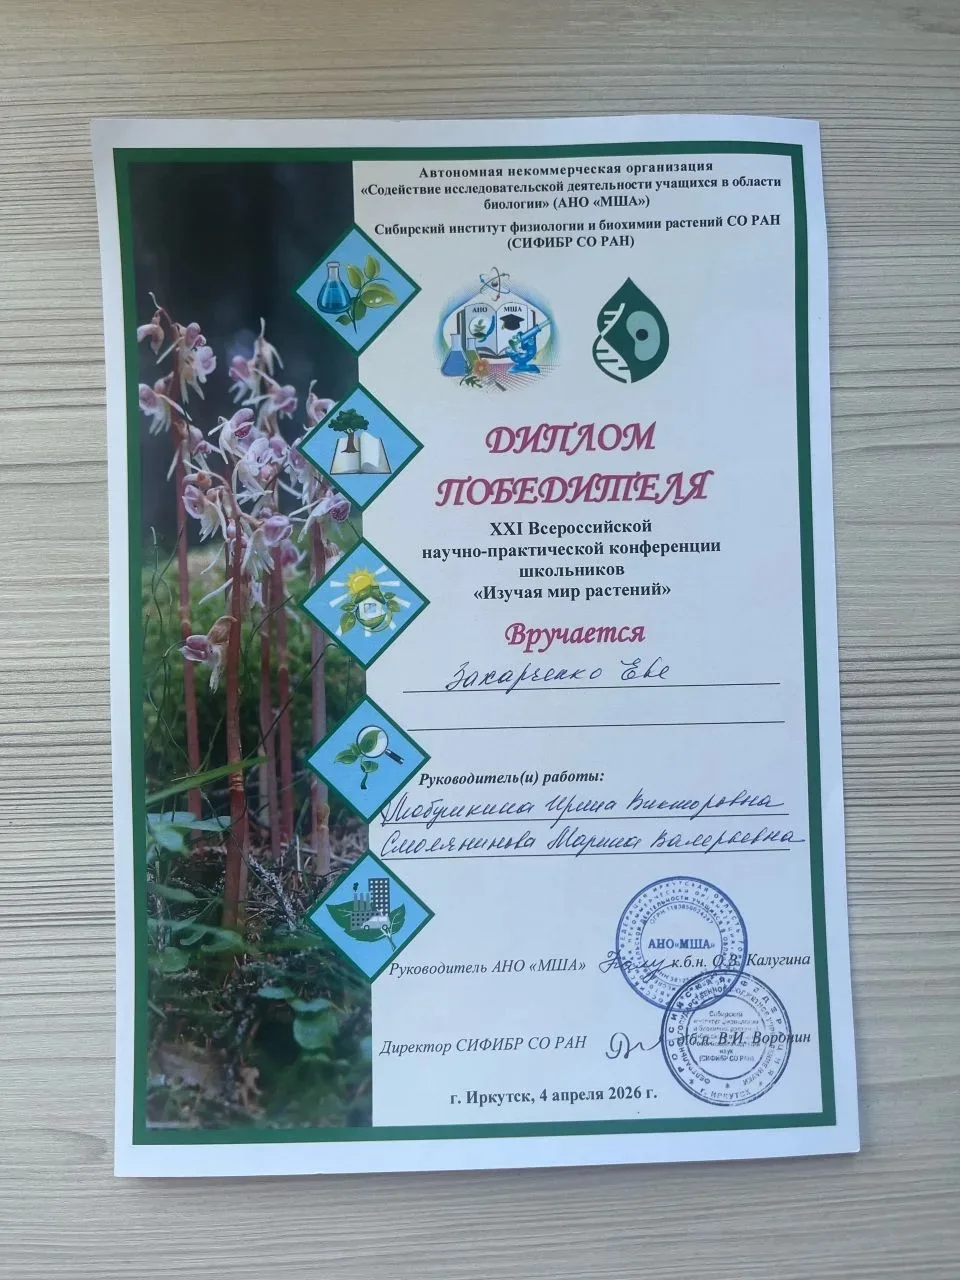 Автономная некоммерческая организация
«Содействие исследовательской деятельности учащихся в области
биологии» (АНО «МША»)
Сибирский институт физиологии и биохимии растений СО РАН
(СИФИБР СО РАН)
АНО МША
ДИПЛОМ
ПОБЕДИТЕЛЯ
XXI Всероссийской
научно-практической конференции
школьников
«Изучая мир растений»
Вручается
Захарченко Еве
Руководитель(и) работы:
Ирина Викторовна
Смолянинова Марина Валерьевна
АНО«МША»
Руководитель АНО «МША» к.б.н. О.В. Калугина
Директор СИФИБР СО РАН д.б.н. В.И. Воронин
г. Иркутск, 4 апреля 2026 г.